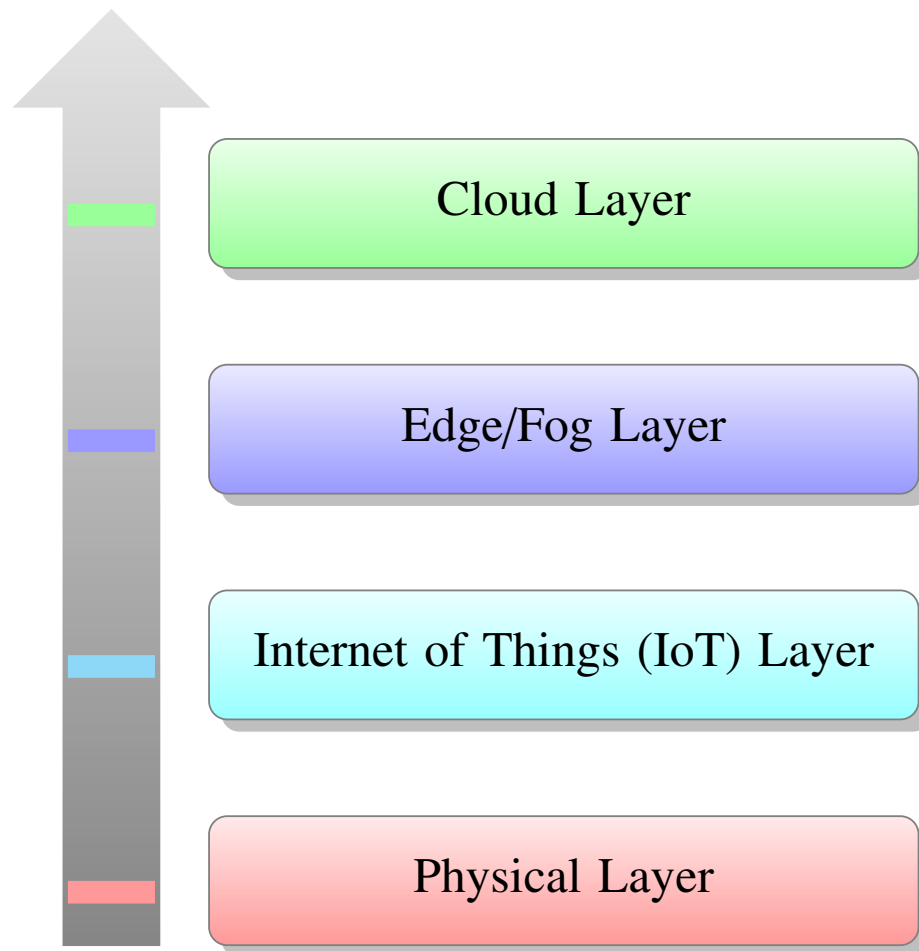 Cloud Layer
Edge/Fog Layer
Internet of Things (IoT) Layer
Physical Layer